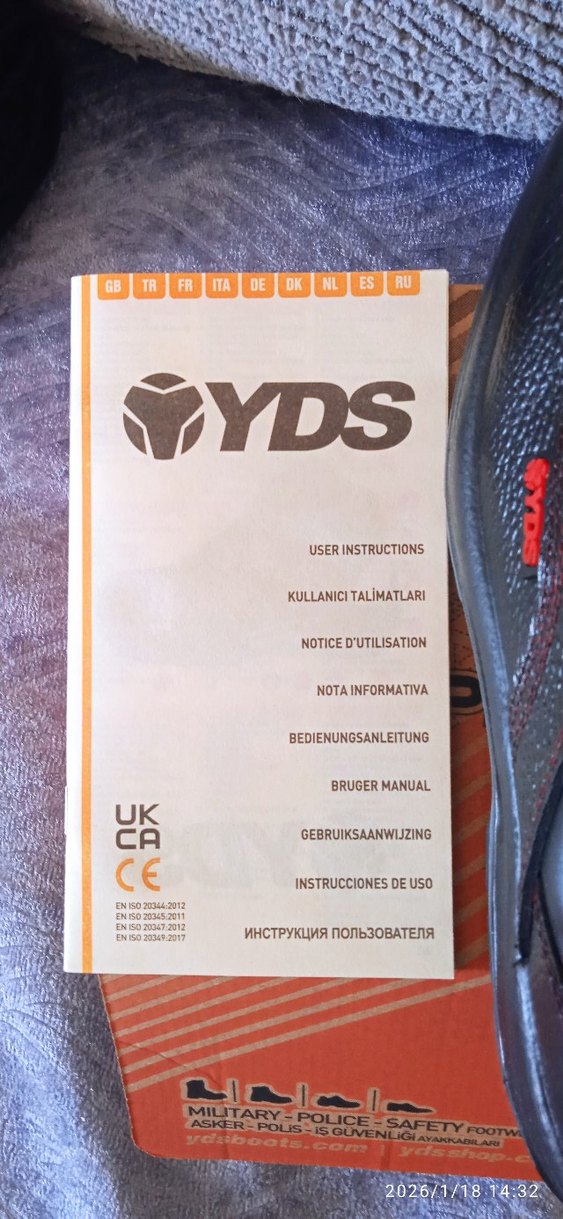 GB TR FR ITA DE DK NL ES RU
YDS
YDS
USER INSTRUCTIONS
KULLANICI TALİMATLARI
NOTICE D'UTILISATION
NOTA INFORMATIVA
BEDIENUNGSANLEITUNG
BRUGER MANUAL
GEBRUIKSAANWIJZING
INSTRUCCIONES DE USO
ИНСТРУКЦИЯ ПОЛЬЗОВАТЕЛЯ
UK
CA
CE
EN ISO 20344:2012
EN ISO 20345:2011
EN ISO 20347:2012
EN ISO 20349:2017
MILITARY - POLICE - SAFETY
ASKER - POLİS - İŞ GÜVENLİĞİ AYAKKABILARI
ydsboots.com ydsshop.c
2026/1/18 14:32